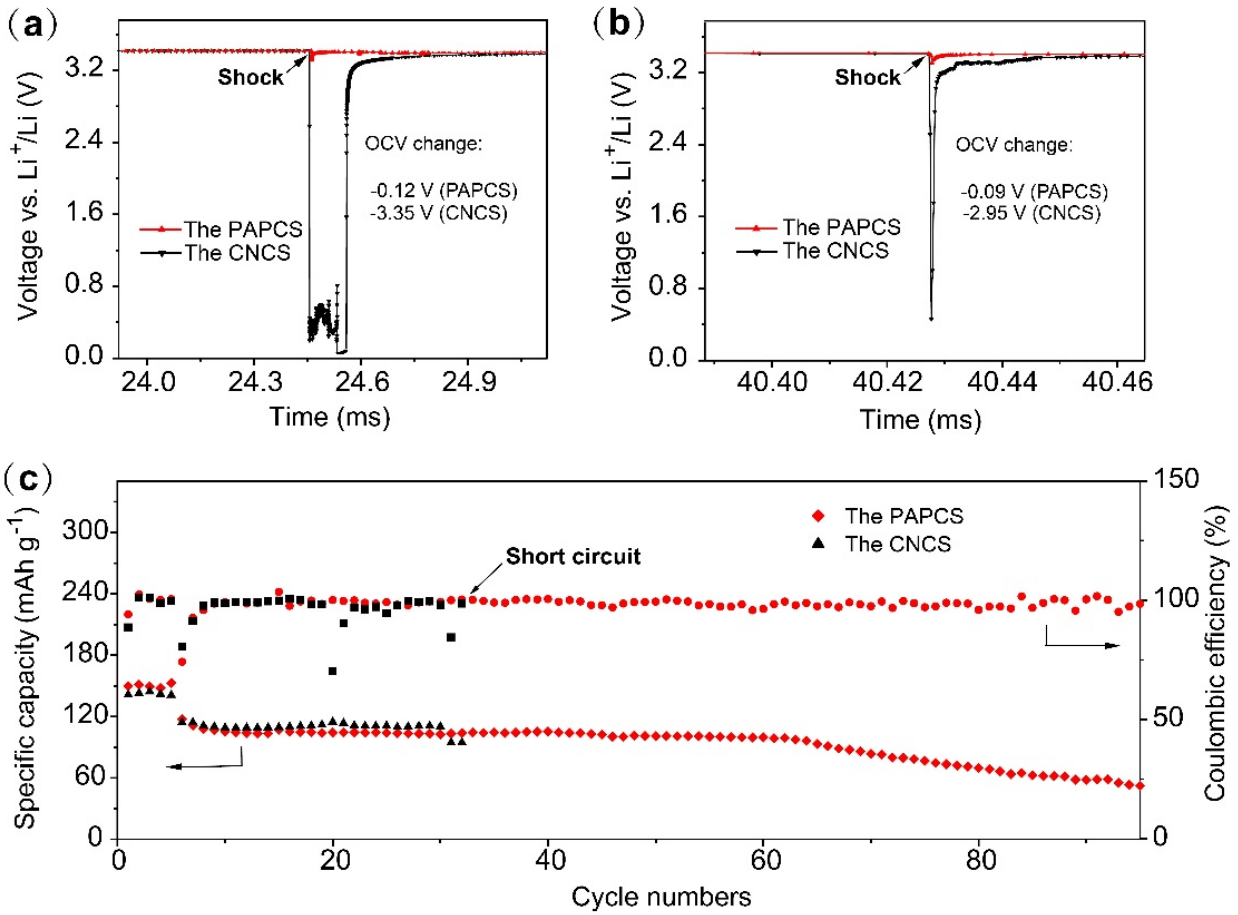 (a)
3.2
2.4
1.6
0.8
0.0
Voltage vs. Li⁺/Li (V)
Shock
OCV change:
-0.12 V (PAPCS)
-3.35 V (CNCS)
The PAPCS
The CNCS
24.0 24.3 24.6 24.9
Time (ms)
(b)
3.2
2.4
1.6
0.8
0.0
Voltage vs. Li⁺/Li (V)
Shock
OCV change:
-0.09 V (PAPCS)
-2.95 V (CNCS)
The PAPCS
The CNCS
40.40 40.42 40.44 40.46
Time (ms)
(c)
300
240
180
120
60
0
Specific capacity (mAh g⁻¹)
The PAPCS
The CNCS
Short circuit
150
100
50
0
Coulombic efficiency (%)
0 20 40 60 80
Cycle numbers